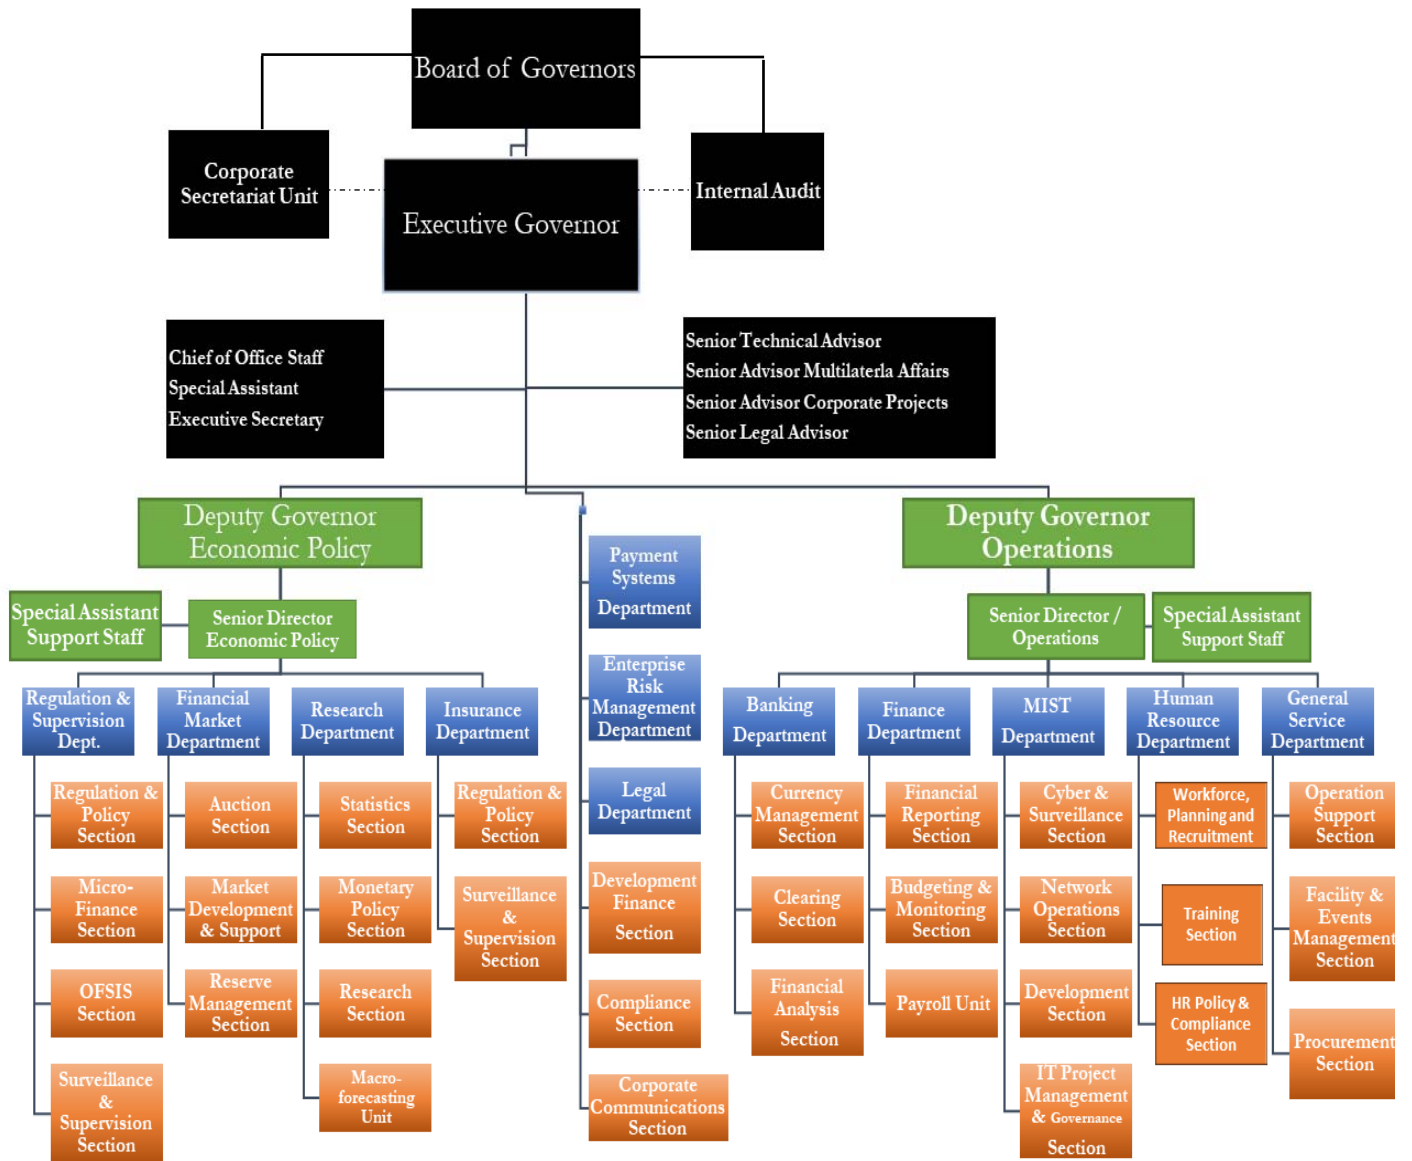 Board of Governors
Corporate
Secretariat Unit
Executive Governor
Internal Audit
Chief of Office Staff
Special Assistant
Executive Secretary
Senior Technical Advisor
Senior Advisor Multilaterla Affairs
Senior Advisor Corporate Projects
Senior Legal Advisor
Deputy Governor
Economic Policy
Deputy Governor
Operations
Special Assistant
Support Staff
Senior Director
Economic Policy
Senior Director /
Operations
Special Assistant
Support Staff
Regulation &
Supervision
Dept.
Regulation &
Policy
Section
Micro-
Finance
Section
OFSIS
Section
Surveillance
&
Supervision
Section
Financial
Market
Department
Auction
Section
Market
Development
& Support
Reserve
Management
Section
Research
Department
Statistics
Section
Monetary
Policy
Section
Research
Section
Macro-
forecasting
Unit
Insurance
Department
Regulation &
Policy
Section
Surveillance
&
Supervision
Section
Payment
Systems
Department
Enterprise
Risk
Management
Department
Legal
Department
Development
Finance
Section
Compliance
Section
Corporate
Communications
Section
Banking
Department
Currency
Management
Section
Clearing
Section
Financial
Analysis
Section
Finance
Department
Financial
Reporting
Section
Budgeting &
Monitoring
Section
Payroll Unit
MIST
Department
Cyber &
Surveillance
Section
Network
Operations
Section
Development
Section
IT Project
Management
& Governance
Section
Human
Resource
Department
Workforce,
Planning and
Recruitment
Training
Section
HR Policy &
Compliance
Section
General
Service
Department
Operation
Support
Section
Facility &
Events
Management
Section
Procurement
Section